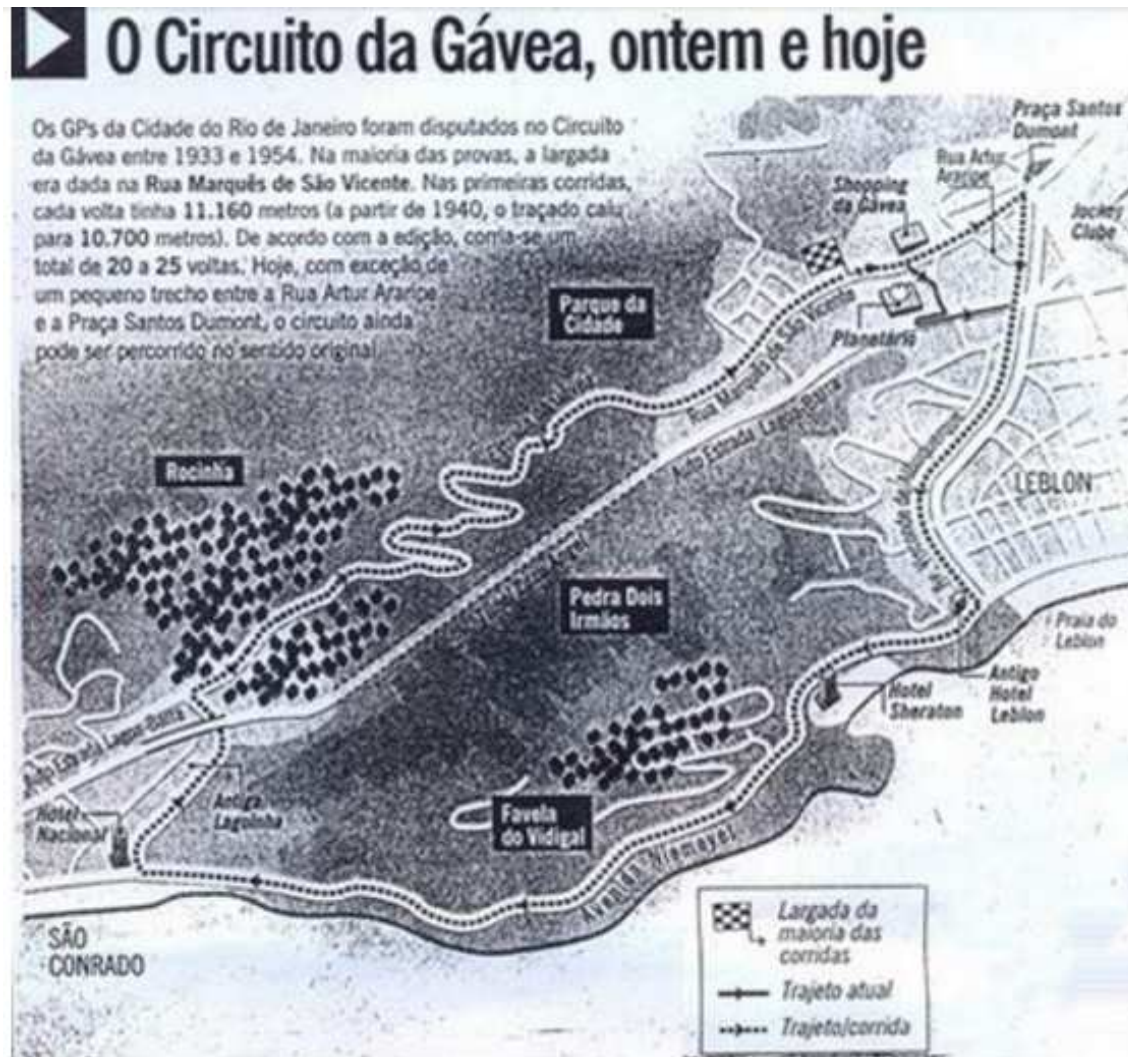 O Circuito da Gávea, ontem e hoje
Os GPs da Cidade do Rio de Janeiro foram disputados no Circuito
da Gávea entre 1933 e 1954. Na maioria das provas, a largada
era dada na Rua Marquês de São Vicente. Nas primeiras corridas,
cada volta tinha 11.160 metros (a partir de 1940, o traçado caiu
para 10.700 metros). De acordo com a edição, corria-se um
total de 20 a 25 voltas. Hoje, com exceção de
um pequeno trecho entre a Rua Artur Araripe
e a Praça Santos Dumont, o circuito ainda
pode ser percorrido no sentido original.
Praça Santos
Dumont
Rua Artur
Araripe
Shopping
da Gávea
Jockey
Clube
Parque da
Cidade
Planetário
Rua Marquês de São Vicente
Auto Estrada Lagoa-Barra
Rocinha
LEBLON
Pedra Dois
Irmãos
Praia do
Leblon
Antigo
Hotel
Leblon
Hotel
Sheraton
Auto Estrada Lagoa-Barra
Antiga
Lagoinha
Hotel
Nacional
Favela
do Vidigal
Avenida Niemeyer
SÃO
CONRADO
Largada da
maioria das
corridas
Trajeto atual
Trajeto/corrida